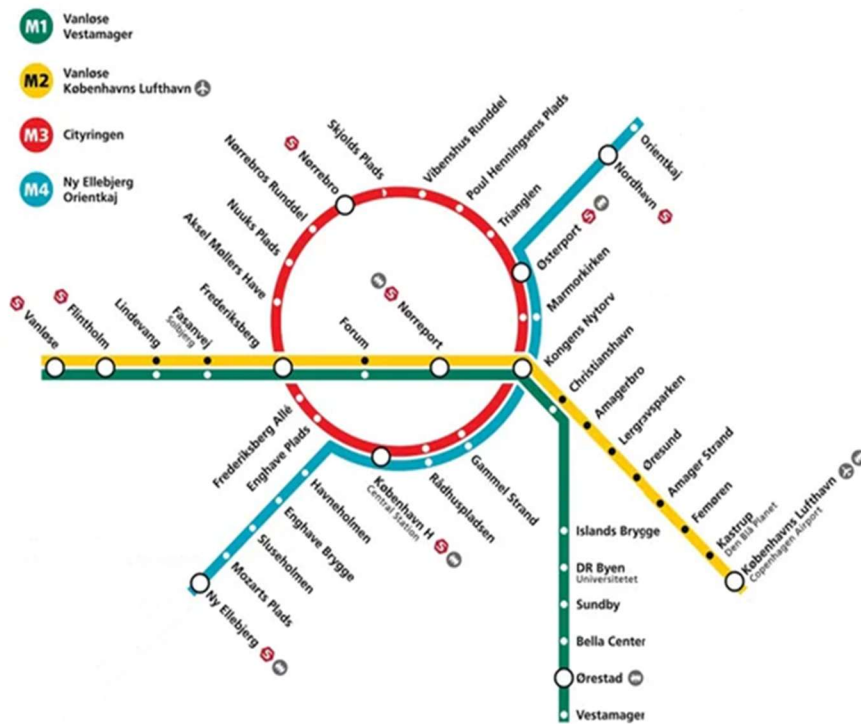 M1
Vanløse
Vestamager
M2
Vanløse
Københavns Lufthavn
M3
Cityringen
M4
Ny Ellebjerg
Orientkaj
S
Vanløse
S
Flintholm
Lindevang
Fasanvej
Solbjerg
Frederiksberg
Aksel Møllers Have
Nuuks Plads
Nørrebros Runddel
S
Nørrebro
Skjolds Plads
Vibenshus Runddel
Poul Henningsens Plads
Trianglen
Orientkaj
Nordhavn
S
Østerport
S
Marmorkirken
Kongens Nytorv
Forum
S
Nørreport
Christianshavn
Amagerbro
Lergravsparken
Øresund
Amager Strand
Femøren
Kastrup
Den Blå Planet
Københavns Lufthavn
Copenhagen Airport
Frederiksberg Allé
Enghave Plads
København H
Central Station
S
Rådhuspladsen
Gammel Strand
Havneholmen
Enghave Brygge
Sluseholmen
Mozarts Plads
Ny Ellebjerg
S
Islands Brygge
DR Byen
Universitetet
Sundby
Bella Center
Ørestad
Vestamager